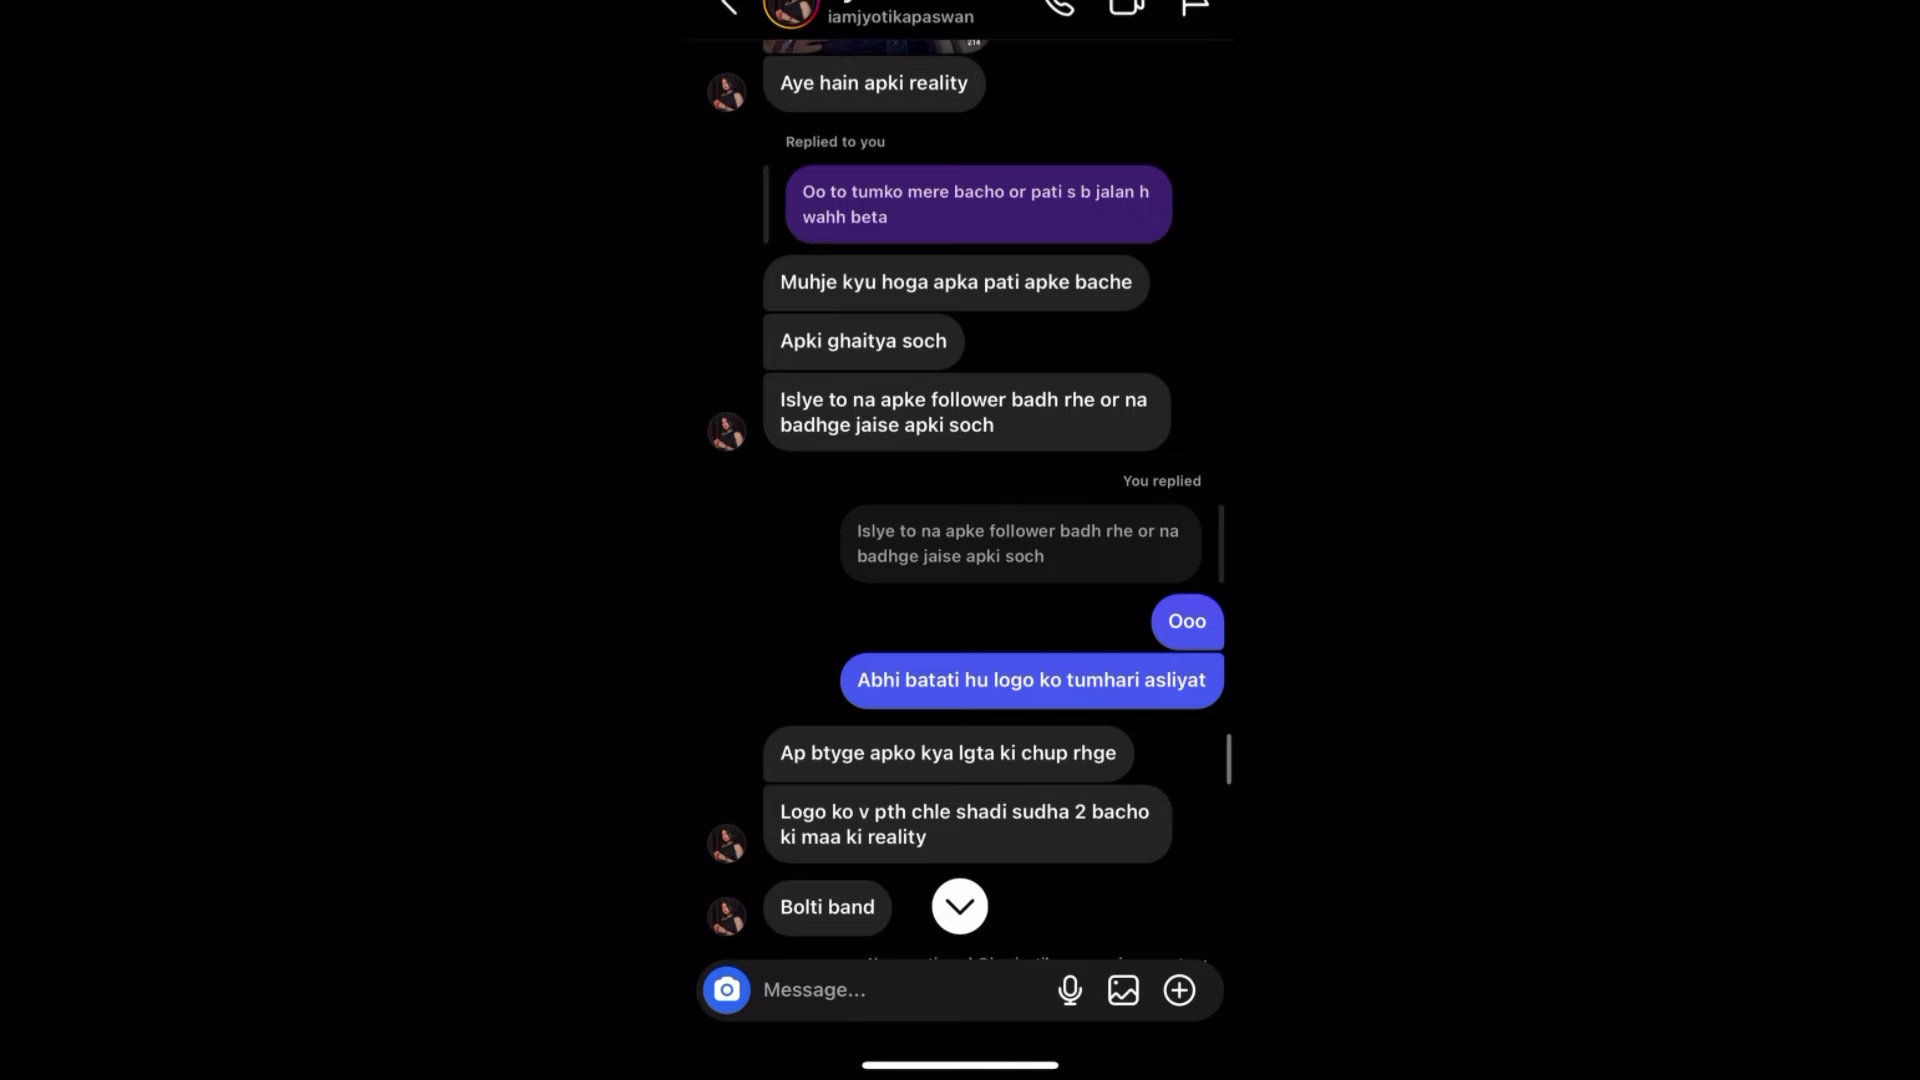 iamjyotikapaswan
214
Aye hain apki reality
Replied to you
Oo to tumko mere bacho or pati s b jalan h
wahh beta
Muhje kyu hoga apka pati apke bache
Apki ghaitya soch
Islye to na apke follower badh rhe or na
badhge jaise apki soch
You replied
Islye to na apke follower badh rhe or na
badhge jaise apki soch
Ooo
Abhi batati hu logo ko tumhari asliyat
Ap btyge apko kya lgta ki chup rhge
Logo ko v pth chle shadi sudha 2 bacho
ki maa ki reality
Bolti band
Message...